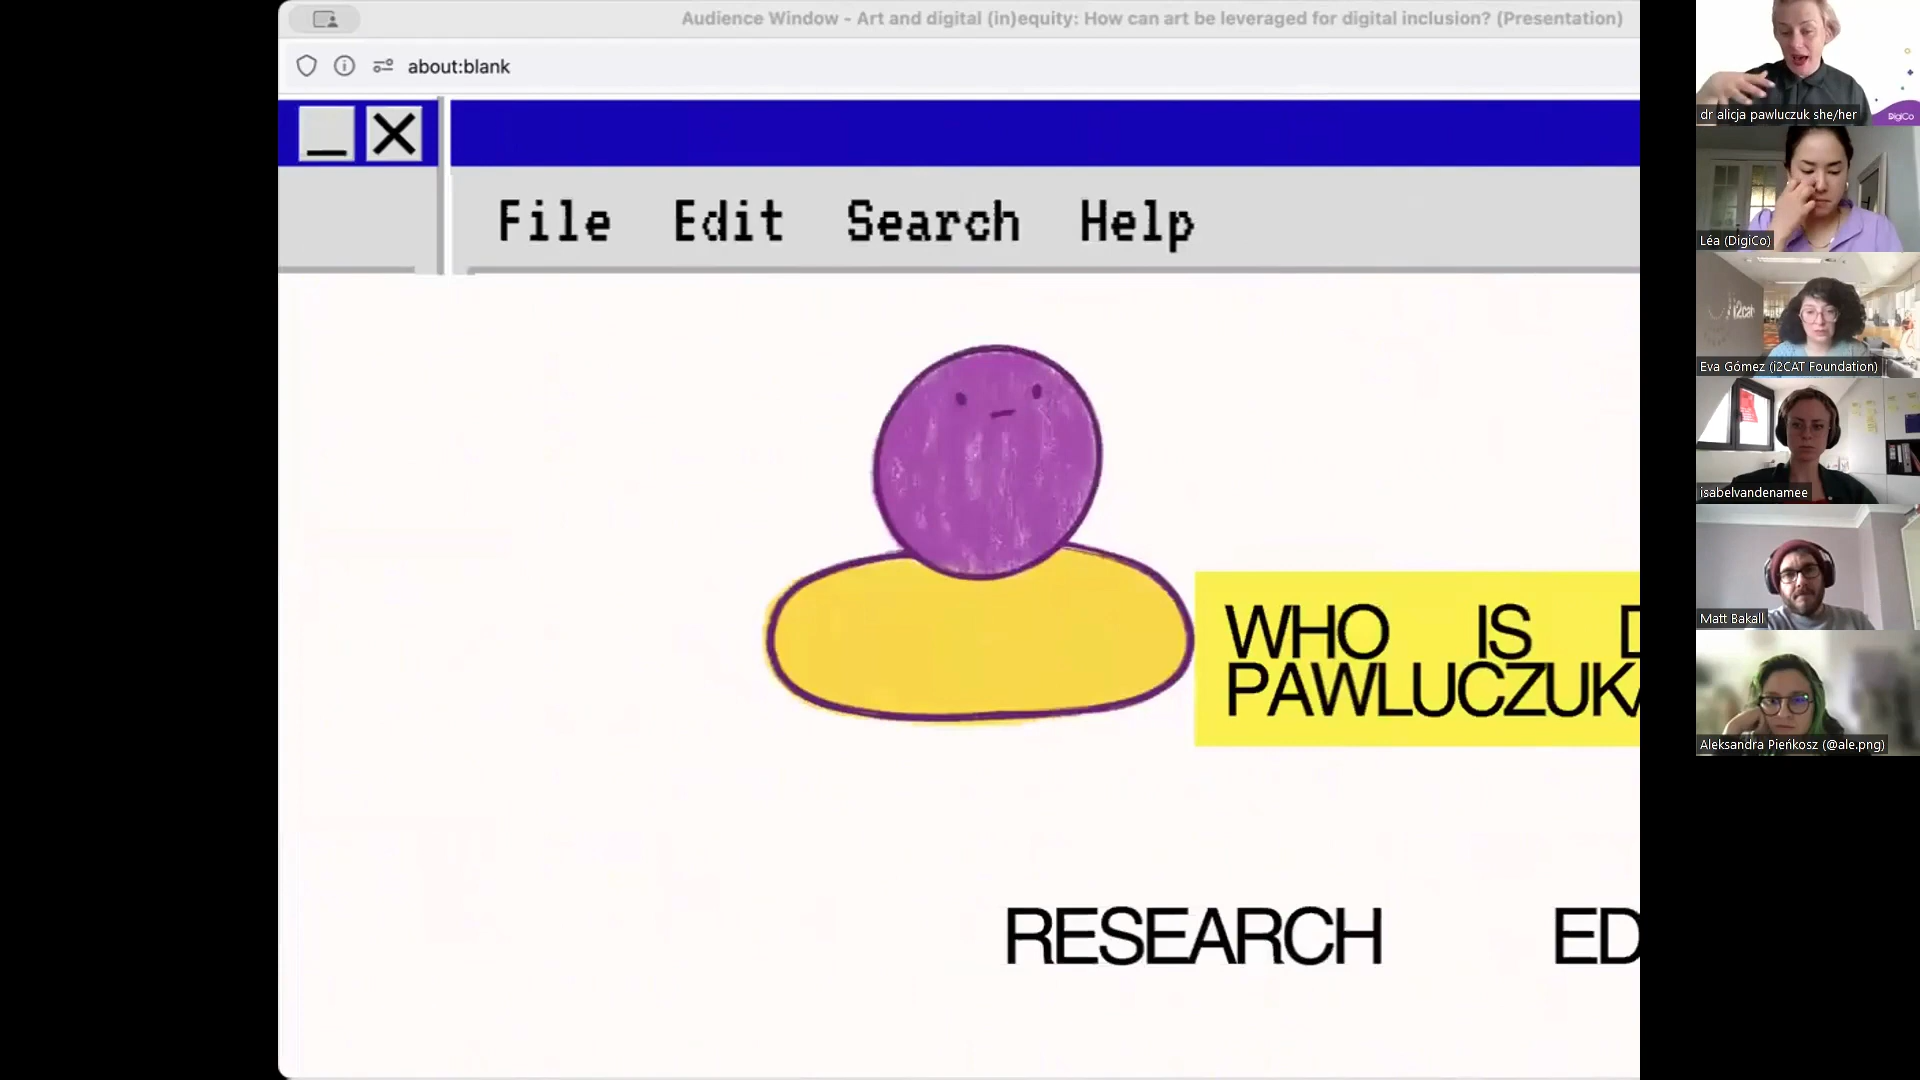 Audience Window - Art and digital (in)equity: How can art be leveraged for digital inclusion? (Presentation)
about:blank
File Edit Search Help
WHO IS
PAWLUCZUK
RESEARCH ED
dr alicja pawluczuk she/her
DigiCo
Léa (DigiCo)
i2cat
Eva Gómez (i2CAT Foundation)
isabelvandenamee
Matt Bakall
Aleksandra Pieńkosz (@ale.png)